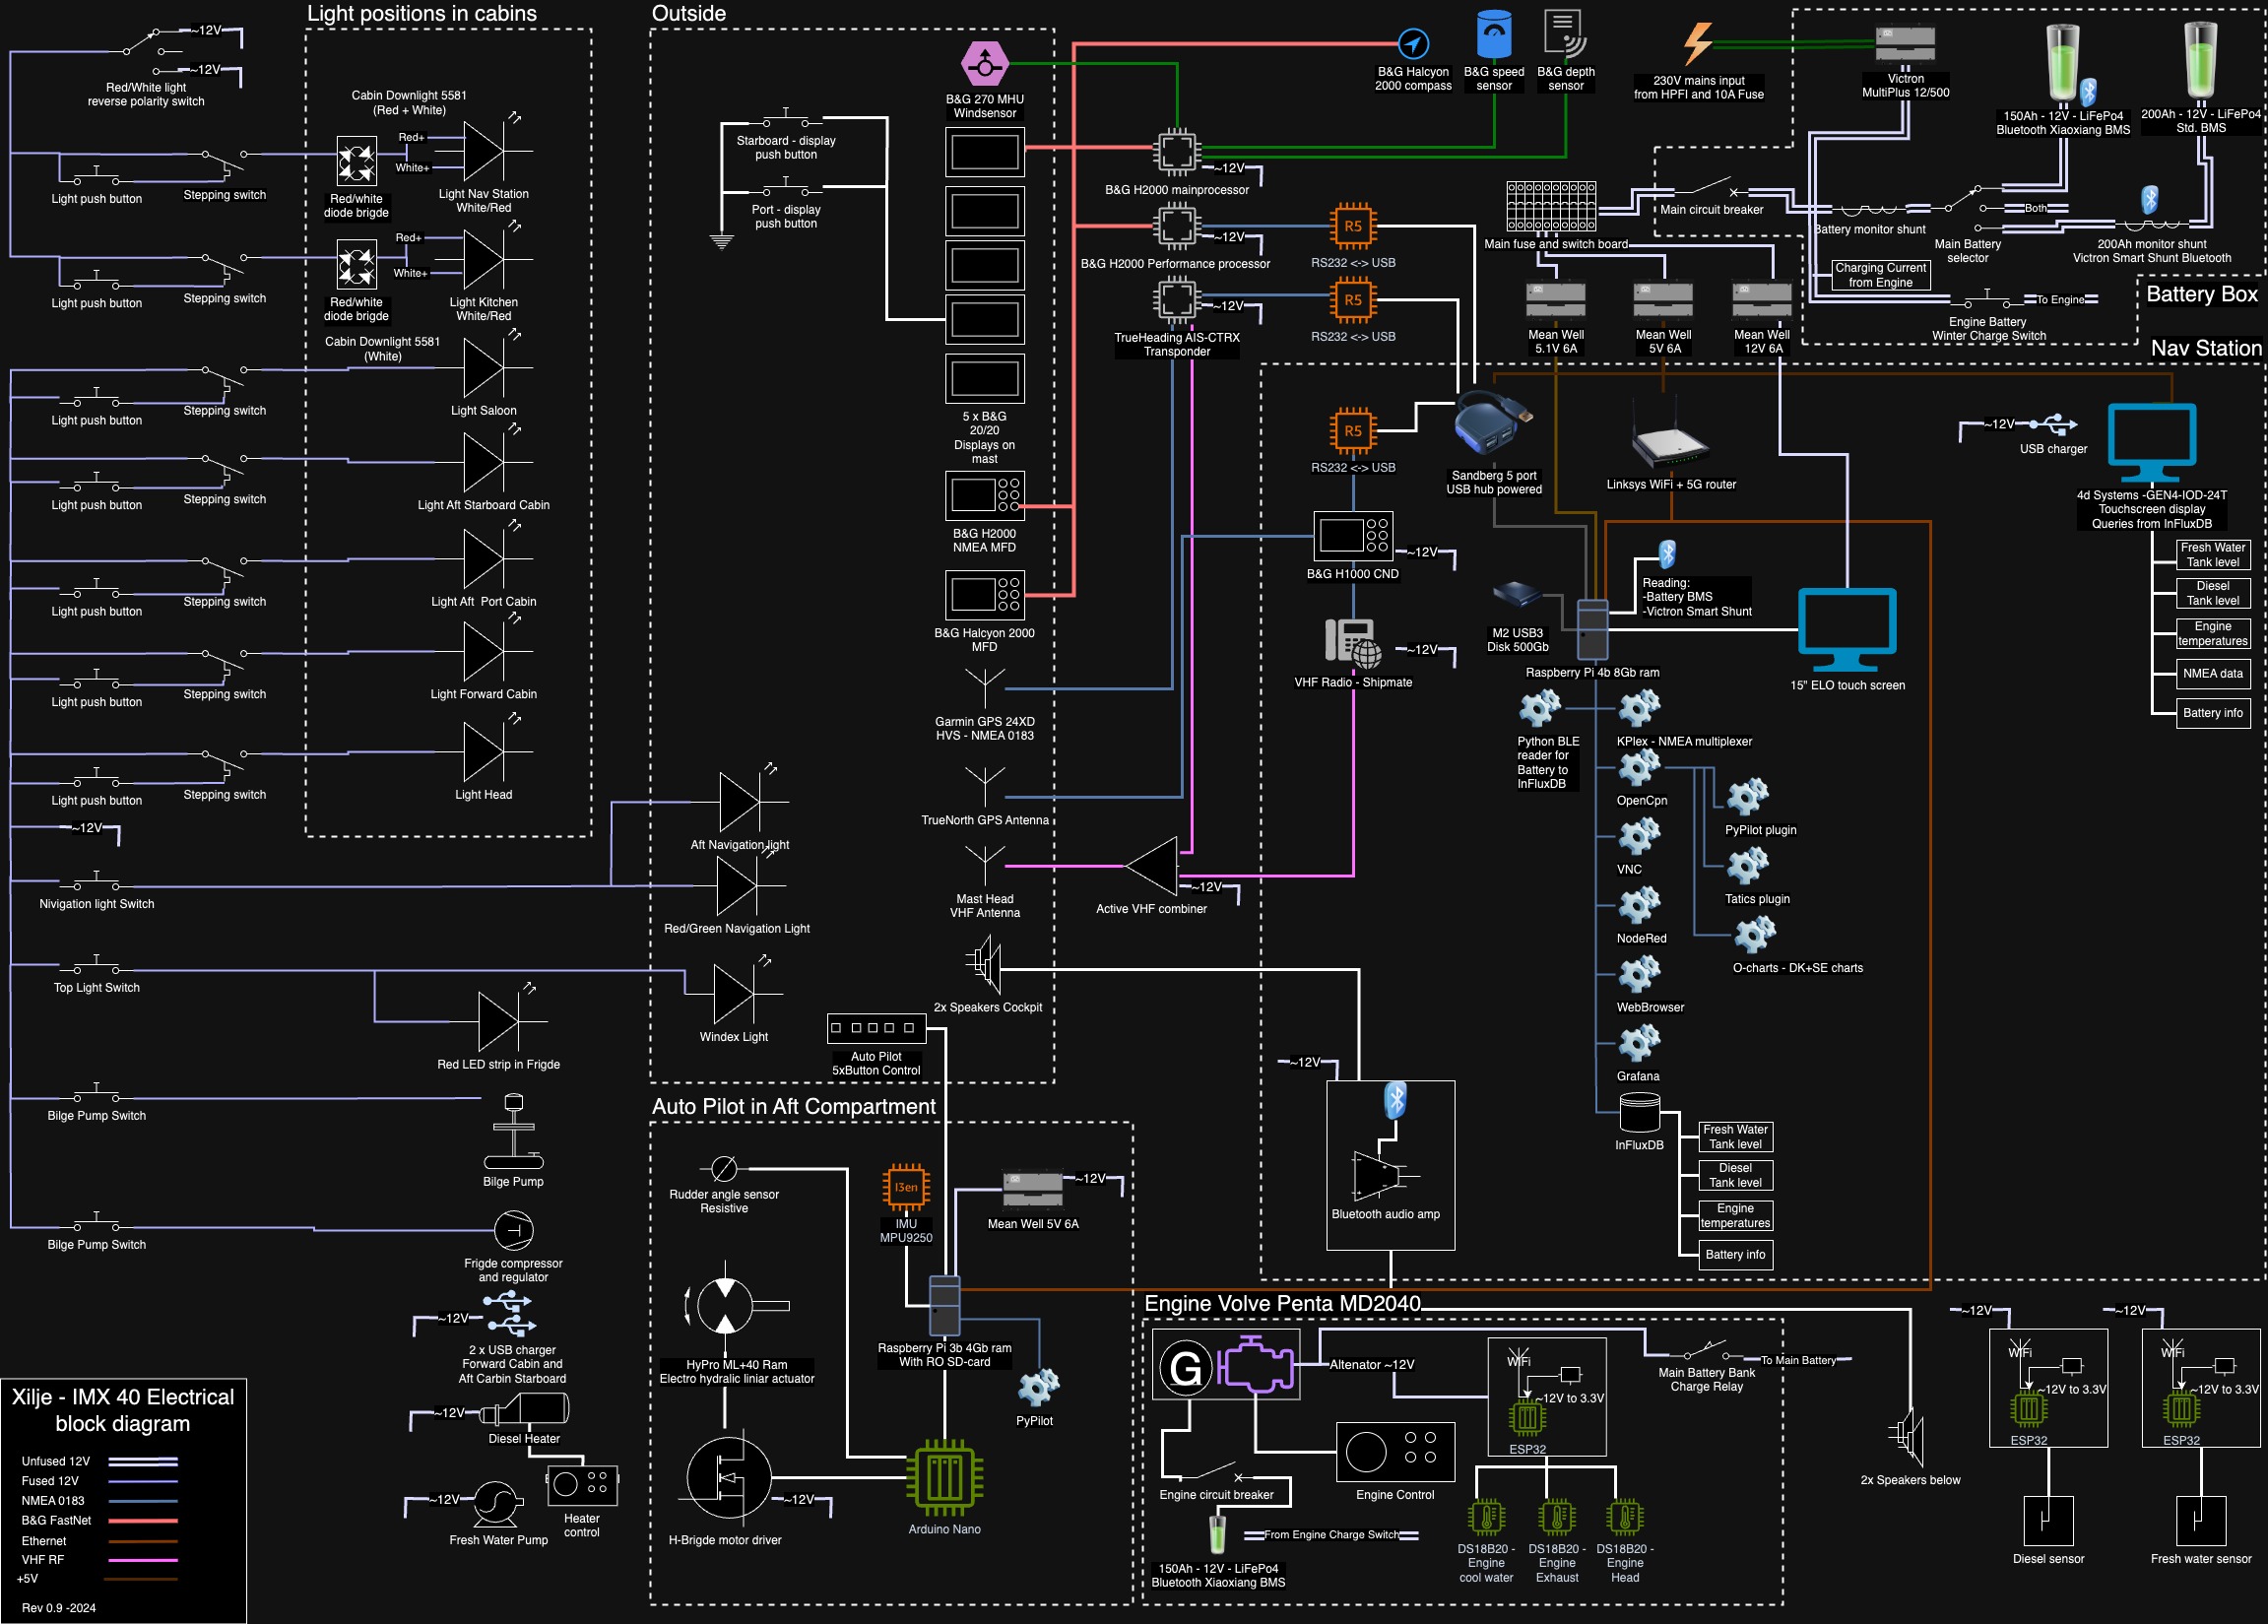 Light positions in cabins
~12V
~12V
Red/White light
reverse polarity switch
Cabin Downlight 5581
(Red + White)
Red+
White+
Light push button
Stepping switch
Red/white
diode brigde
Light Nav Station
White/Red
Red+
White+
Light push button
Stepping switch
Red/white
diode brigde
Light Kitchen
White/Red
Cabin Downlight 5581
(White)
Light push button
Stepping switch
Light Saloon
Light push button
Stepping switch
Light Aft Starboard Cabin
Light push button
Stepping switch
Light Aft  Port Cabin
Light push button
Stepping switch
Light Forward Cabin
Light push button
Stepping switch
Light Head
~12V
Nivigation light Switch
Top Light Switch
Red LED strip in Frigde
Bilge Pump Switch
Bilge Pump
Bilge Pump Switch
Frigde compressor
and regulator
~12V
2 x USB charger
Forward Cabin and
Aft Carbin Starboard
~12V
Diesel Heater
~12V
Fresh Water Pump
Heater
control
Xilje - IMX 40 Electrical
block diagram
Unfused 12V
Fused 12V
NMEA 0183
B&G FastNet
Ethernet
VHF RF
+5V
Rev 0.9 -2024
Outside
B&G 270 MHU
Windsensor
Starboard - display
push button
Port - display
push button
5 x B&G
20/20
Displays on
mast
B&G H2000
NMEA MFD
B&G Halcyon 2000
MFD
Garmin GPS 24XD
HVS - NMEA 0183
TrueNorth GPS Antenna
Mast Head
VHF Antenna
Aft Navigation light
Red/Green Navigation Light
Windex Light
2x Speakers Cockpit
Auto Pilot
5xButton Control
B&G Halcyon
2000 compass
B&G speed
sensor
B&G depth
sensor
~12V
B&G H2000 mainprocessor
~12V
B&G H2000 Performance processor
~12V
TrueHeading AIS-CTRX
Transponder
R5
RS232 <-> USB
R5
RS232 <-> USB
~12V
Active VHF combiner
230V mains input
from HPFI and 10A Fuse
Victron
MultiPlus 12/500
150Ah - 12V - LiFePo4
Bluetooth Xiaoxiang BMS
200Ah - 12V - LiFePo4
Std. BMS
Main circuit breaker
Battery monitor shunt
Both
Main Battery
selector
200Ah monitor shunt
Victron Smart Shunt Bluetooth
Main fuse and switch board
Charging Current
from Engine
To Engine
Engine Battery
Winter Charge Switch
Battery Box
Mean Well
5.1V 6A
Mean Well
5V 6A
Mean Well
12V 6A
Nav Station
R5
RS232 <-> USB
Sandberg 5 port
USB hub powered
Linksys WiFi + 5G router
~12V
USB charger
4d Systems -GEN4-IOD-24T
Touchscreen display
Queries from InFluxDB
Fresh Water
Tank level
Diesel
Tank level
Engine
temperatures
NMEA data
Battery info
~12V
B&G H1000 CND
~12V
VHF Radio - Shipmate
Reading:
-Battery BMS
-Victron Smart Shunt
M2 USB3
Disk 500Gb
Raspberry Pi 4b 8Gb ram
15" ELO touch screen
Python BLE
reader for
Battery to
InFluxDB
KPlex - NMEA multiplexer
OpenCpn
PyPilot plugin
VNC
Tatics plugin
NodeRed
O-charts - DK+SE charts
WebBrowser
Grafana
InFluxDB
Fresh Water
Tank level
Diesel
Tank level
Engine
temperatures
Battery info
~12V
Bluetooth audio amp
Auto Pilot in Aft Compartment
Rudder angle sensor
Resistive
I3en
IMU
MPU9250
~12V
Mean Well 5V 6A
HyPro ML+40 Ram
Electro hydralic liniar actuator
Raspberry Pi 3b 4Gb ram
With RO SD-card
PyPilot
~12V
H-Brigde motor driver
Arduino Nano
Engine Volve Penta MD2040
G
Altenator ~12V
WiFi
~12V to 3.3V
ESP32
Main Battery Bank
Charge Relay
To Main Battery
Engine circuit breaker
Engine Control
From Engine Charge Switch
150Ah - 12V - LiFePo4
Bluetooth Xiaoxiang BMS
DS18B20 -
Engine
cool water
DS18B20 -
Engine
Exhaust
DS18B20 -
Engine
Head
2x Speakers below
~12V
WiFi
~12V to 3.3V
ESP32
Diesel sensor
~12V
WiFi
~12V to 3.3V
ESP32
Fresh water sensor